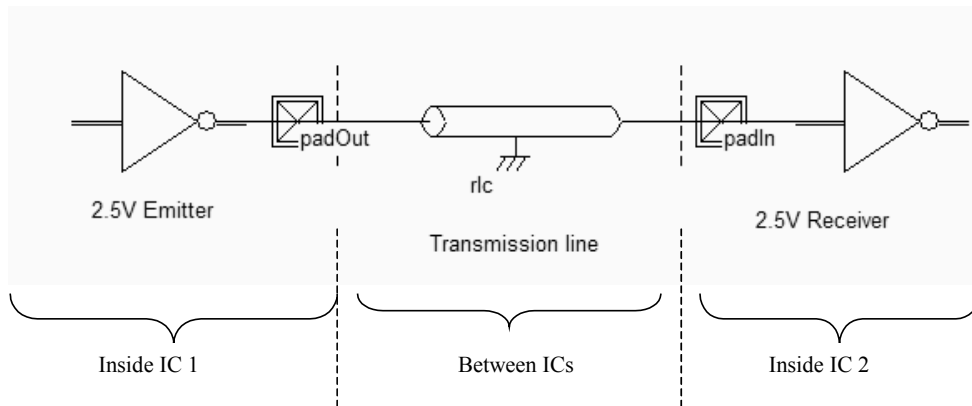 padOut
padIn
rlc
2.5V Emitter
2.5V Receiver
Transmission line
Inside IC 1
Between ICs
Inside IC 2